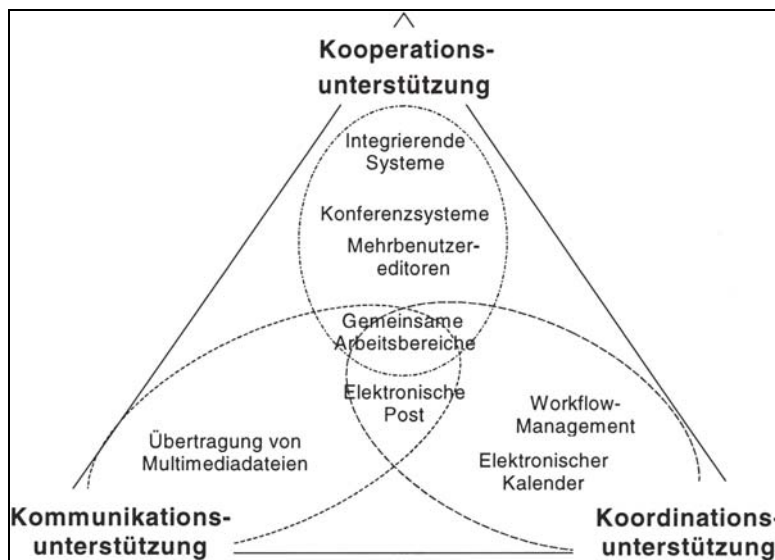 Kooperations-
unterstützung
Integrierende
Systeme
Konferenzsysteme
Mehrbenutzer-
editoren
Gemeinsame
Arbeitsbereiche
Elektronische
Post
Workflow-
Management
Übertragung von
Multimediadateien
Elektronischer
Kalender
Kommunikations-
unterstützung
Koordinations-
unterstützung